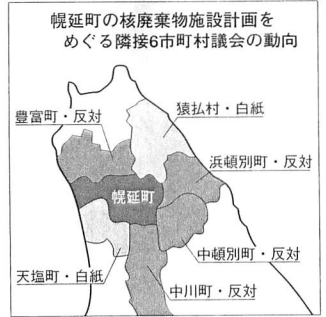 幌延町の核廃棄物施設計画を
めぐる隣接6市町村議会の動向
猿払村・白紙
豊富町・反対
浜頓別町・反対
幌延町
中頓別町・反対
天塩町・白紙
中川町・反対